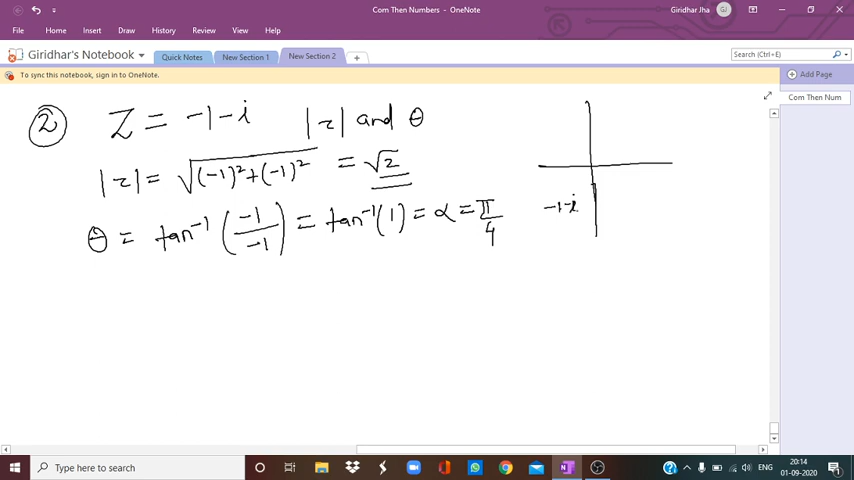 Com Then Numbers - OneNote
Giridhar Jha GJ
File Home Insert Draw History Review View Help
Giridhar's Notebook Quick Notes New Section 1 New Section 2 + Search (Ctrl+E)
To sync this notebook, sign in to OneNote.
Add Page
Com Then Num
② Z = -1-i |z| and θ
|z| = √((-1)²+(-1)²) = √2
θ = tan⁻¹(-1/-1) = tan⁻¹(1) = α = π/4
-1-i
Type here to search
ENG
20:14
01-09-2020